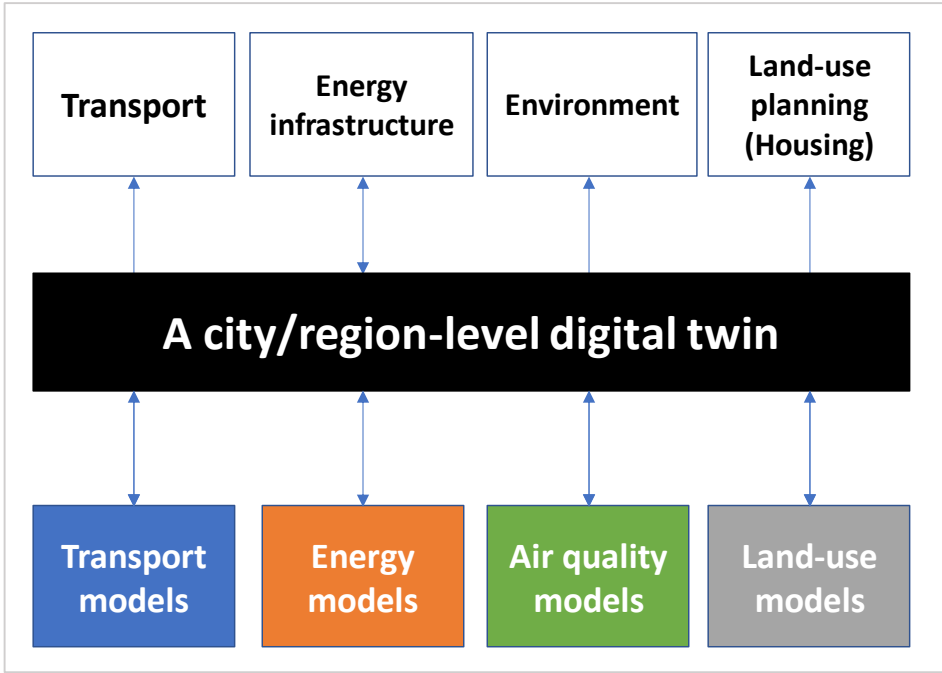 Transport
Energy
infrastructure
Environment
Land-use
planning
(Housing)
A city/region-level digital twin
Transport
models
Energy
models
Air quality
models
Land-use
models